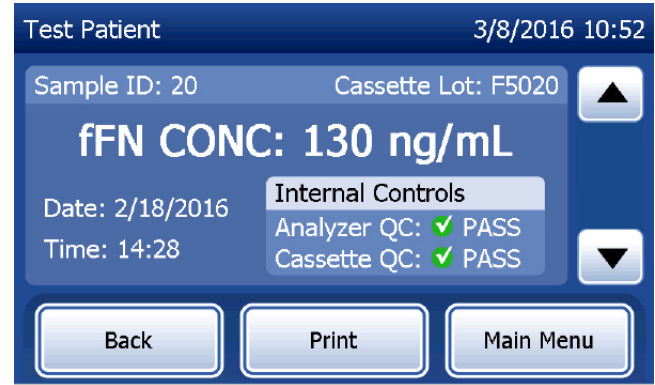 Test Patient 3/8/2016 10:52
Sample ID: 20 Cassette Lot: F5020
fFN CONC: 130 ng/mL
Date: 2/18/2016
Time: 14:28
Internal Controls
Analyzer QC: PASS
Cassette QC: PASS
Back Print Main Menu